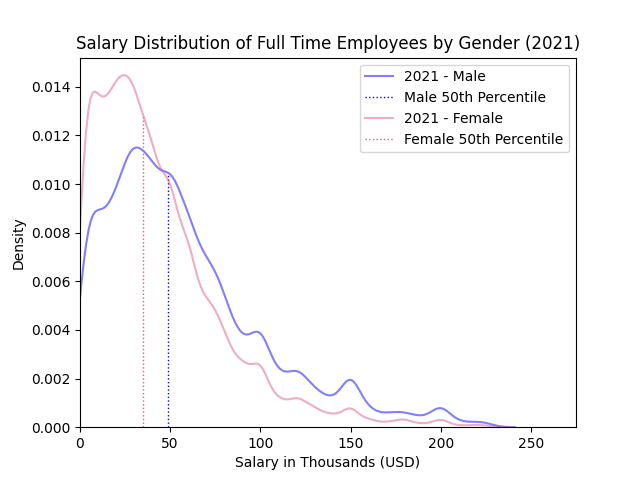 Salary Distribution of Full Time Employees by Gender (2021)
2021 - Male
Male 50th Percentile
2021 - Female
Female 50th Percentile
Density
0.014
0.012
0.010
0.008
0.006
0.004
0.002
0.000
0 50 100 150 200 250
Salary in Thousands (USD)